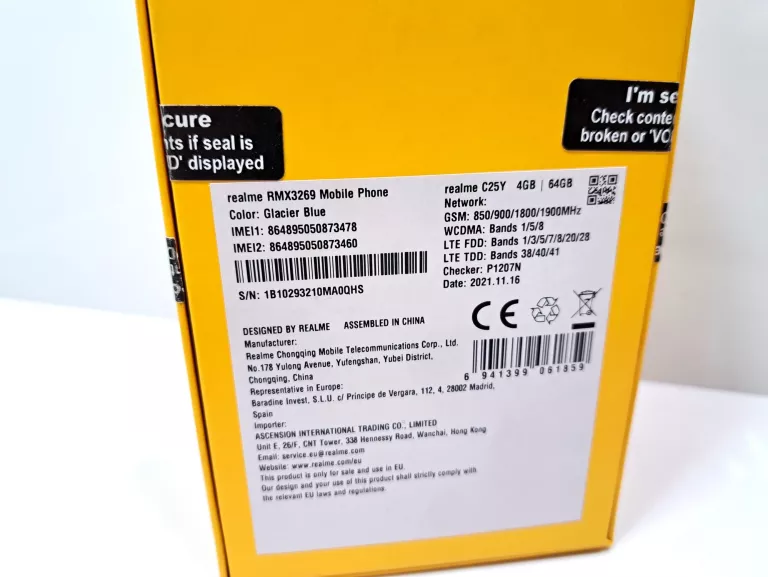 cure
nts if seal is
D' displayed
I'm se
Check conte
broken or 'VO
realme RMX3269 Mobile Phone
Color: Glacier Blue
IMEI1: 864895050873478
IMEI2: 864895050873460
S/N: 1B10293210MA0QHS
realme C25Y 4GB | 64GB
Network:
GSM: 850/900/1800/1900MHz
WCDMA: Bands 1/5/8
LTE FDD: Bands 1/3/5/7/8/20/28
LTE TDD: Bands 38/40/41
Checker: P1207N
Date: 2021.11.16
CE
6 941399 061859
DESIGNED BY REALME ASSEMBLED IN CHINA
Manufacturer:
Realme Chongqing Mobile Telecommunications Corp., Ltd.
No.178 Yulong Avenue, Yufengshan, Yubei District,
Chongqing, China
Representative in Europe:
Baradine Invest, S.L.U. c/ Principe de Vergara, 112, 4, 28002 Madrid,
Spain
Importer:
ASCENSION INTERNATIONAL TRADING CO., LIMITED
Unit E, 26/F, CNT Tower, 338 Hennessy Road, Wanchai, Hong Kong
Email: service.eu@realme.com
Website: www.realme.com/eu
This product is only for sale and use in EU.
Our design and your use of this product shall strictly comply with
the relevant EU laws and regulations.